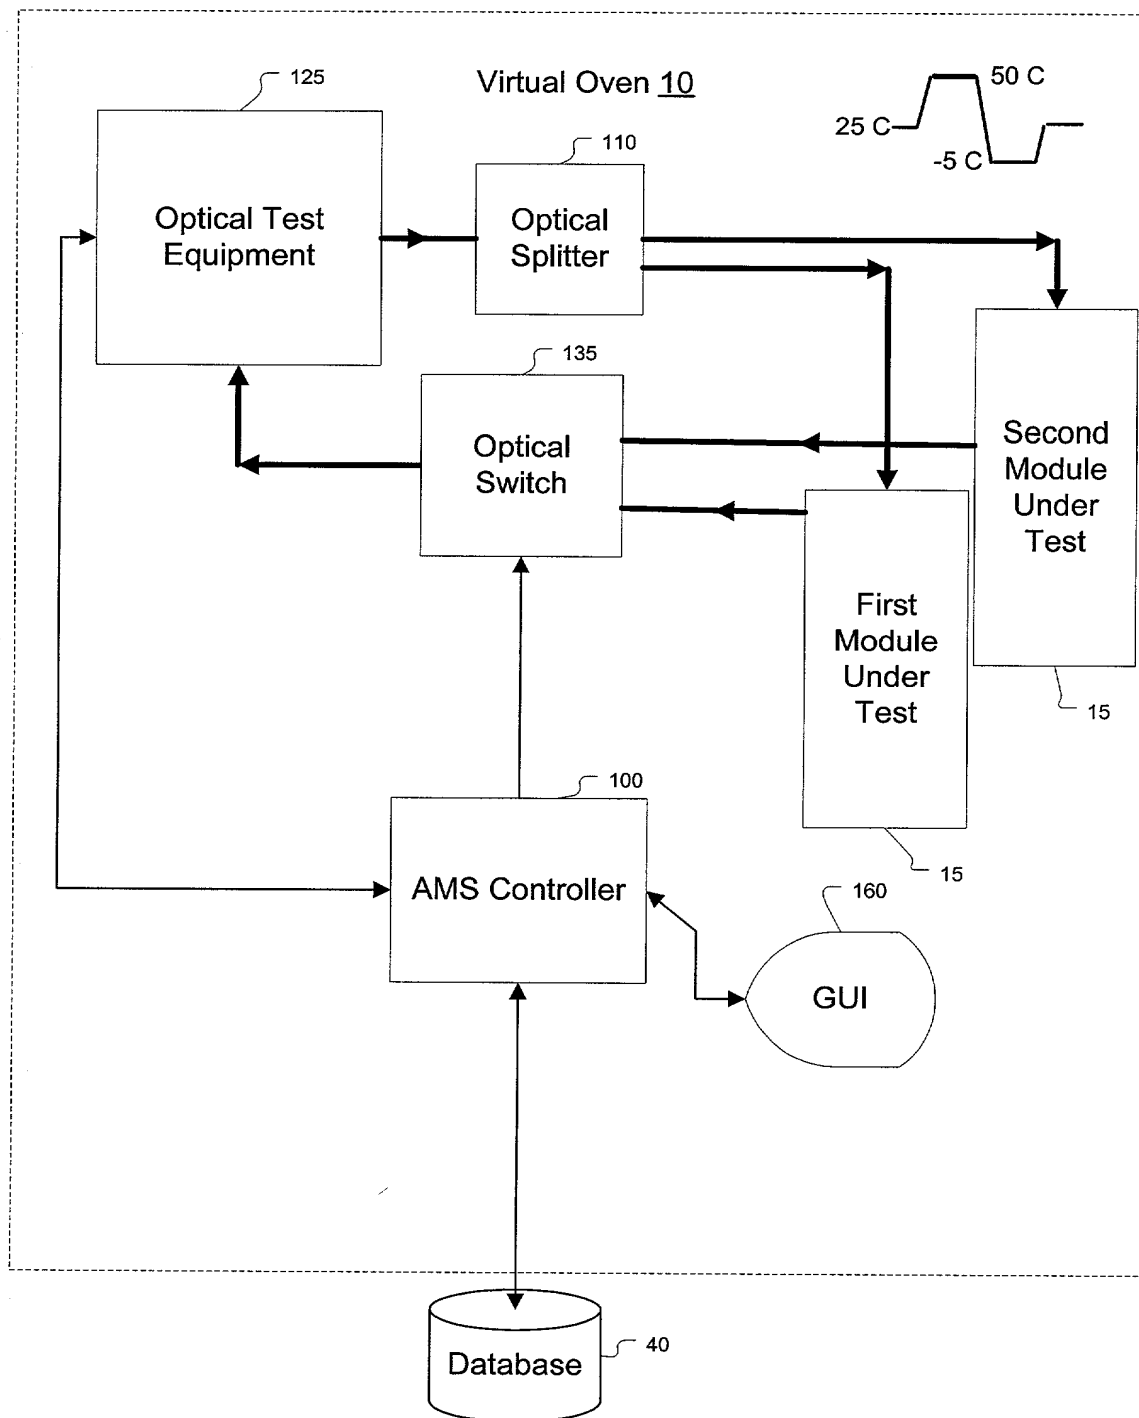 125
Virtual Oven 10
50 C
25 C
-5 C
110
Optical Test
Equipment
Optical
Splitter
135
Optical
Switch
Second
Module
Under
Test
First
Module
Under
Test
15
100
15
AMS Controller
160
GUI
Database
40